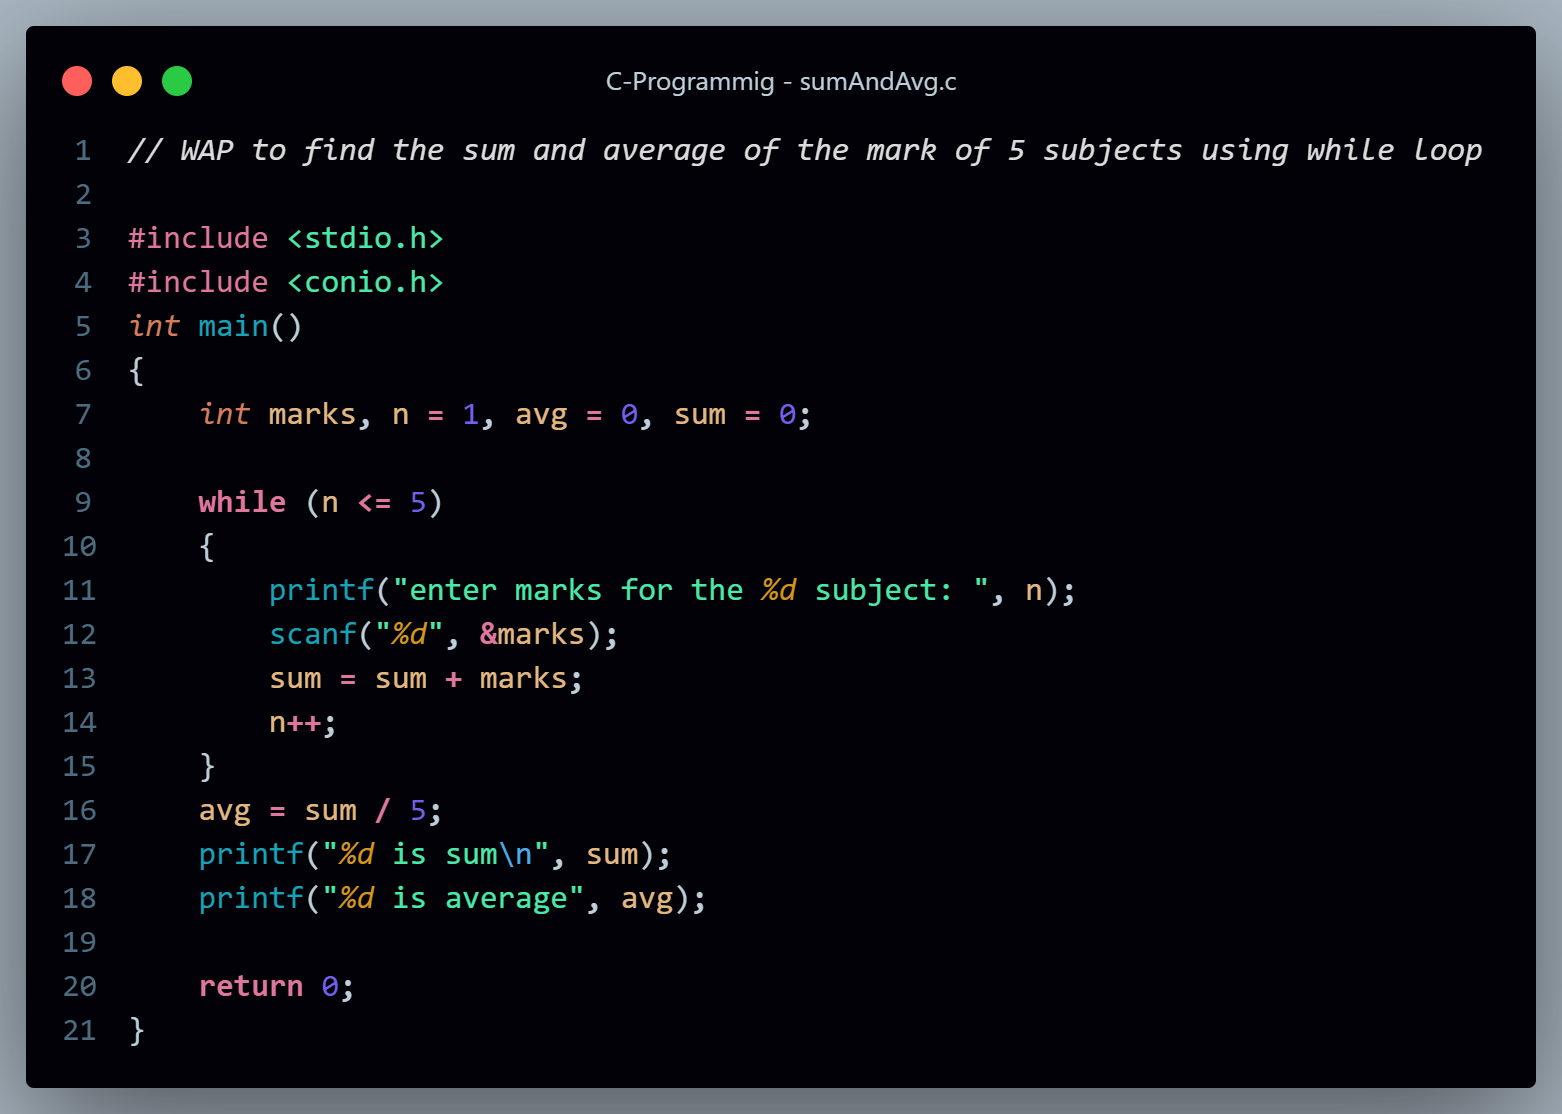 C-Programmig - sumAndAvg.c
1 // WAP to find the sum and average of the mark of 5 subjects using while loop
2
3 #include <stdio.h>
4 #include <conio.h>
5 int main()
6 {
7     int marks, n = 1, avg = 0, sum = 0;
8
9     while (n <= 5)
10     {
11         printf("enter marks for the %d subject: ", n);
12         scanf("%d", &marks);
13         sum = sum + marks;
14         n++;
15     }
16     avg = sum / 5;
17     printf("%d is sum\n", sum);
18     printf("%d is average", avg);
19
20     return 0;
21 }